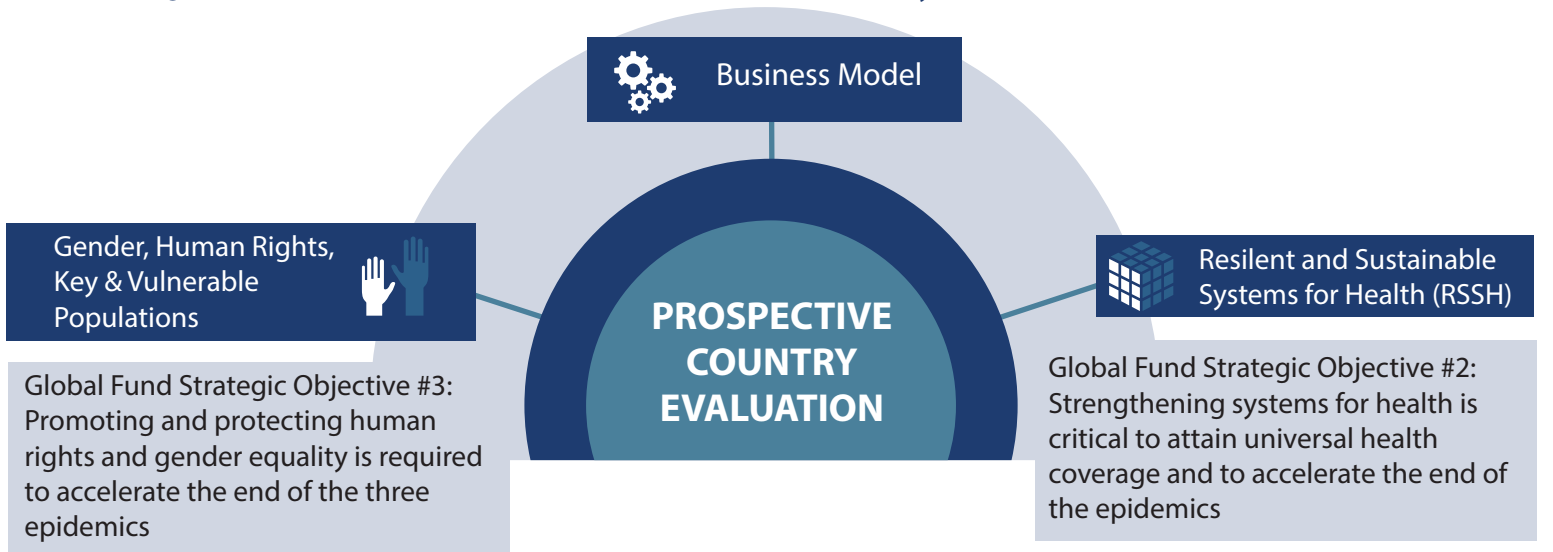 Business Model
Gender, Human Rights,
Key & Vulnerable
Populations
Resilent and Sustainable
Systems for Health (RSSH)
PROSPECTIVE
COUNTRY
EVALUATION
Global Fund Strategic Objective #3:
Promoting and protecting human
rights and gender equality is required
to accelerate the end of the three
epidemics
Global Fund Strategic Objective #2:
Strengthening systems for health is
critical to attain universal health
coverage and to accelerate the end of
the epidemics